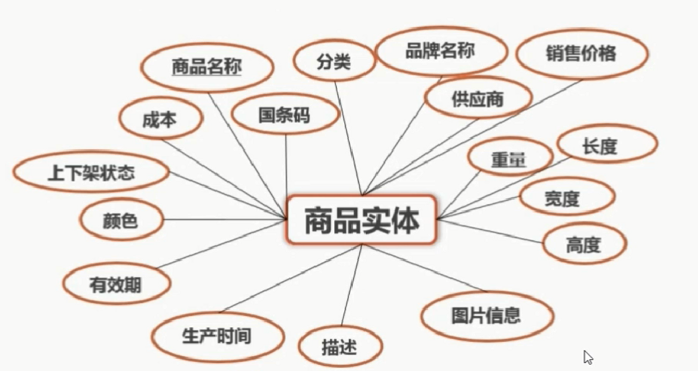 商品名称
分类
品牌名称
销售价格
成本
国条码
供应商
上下架状态
重量
长度
颜色
商品实体
宽度
高度
有效期
生产时间
描述
图片信息